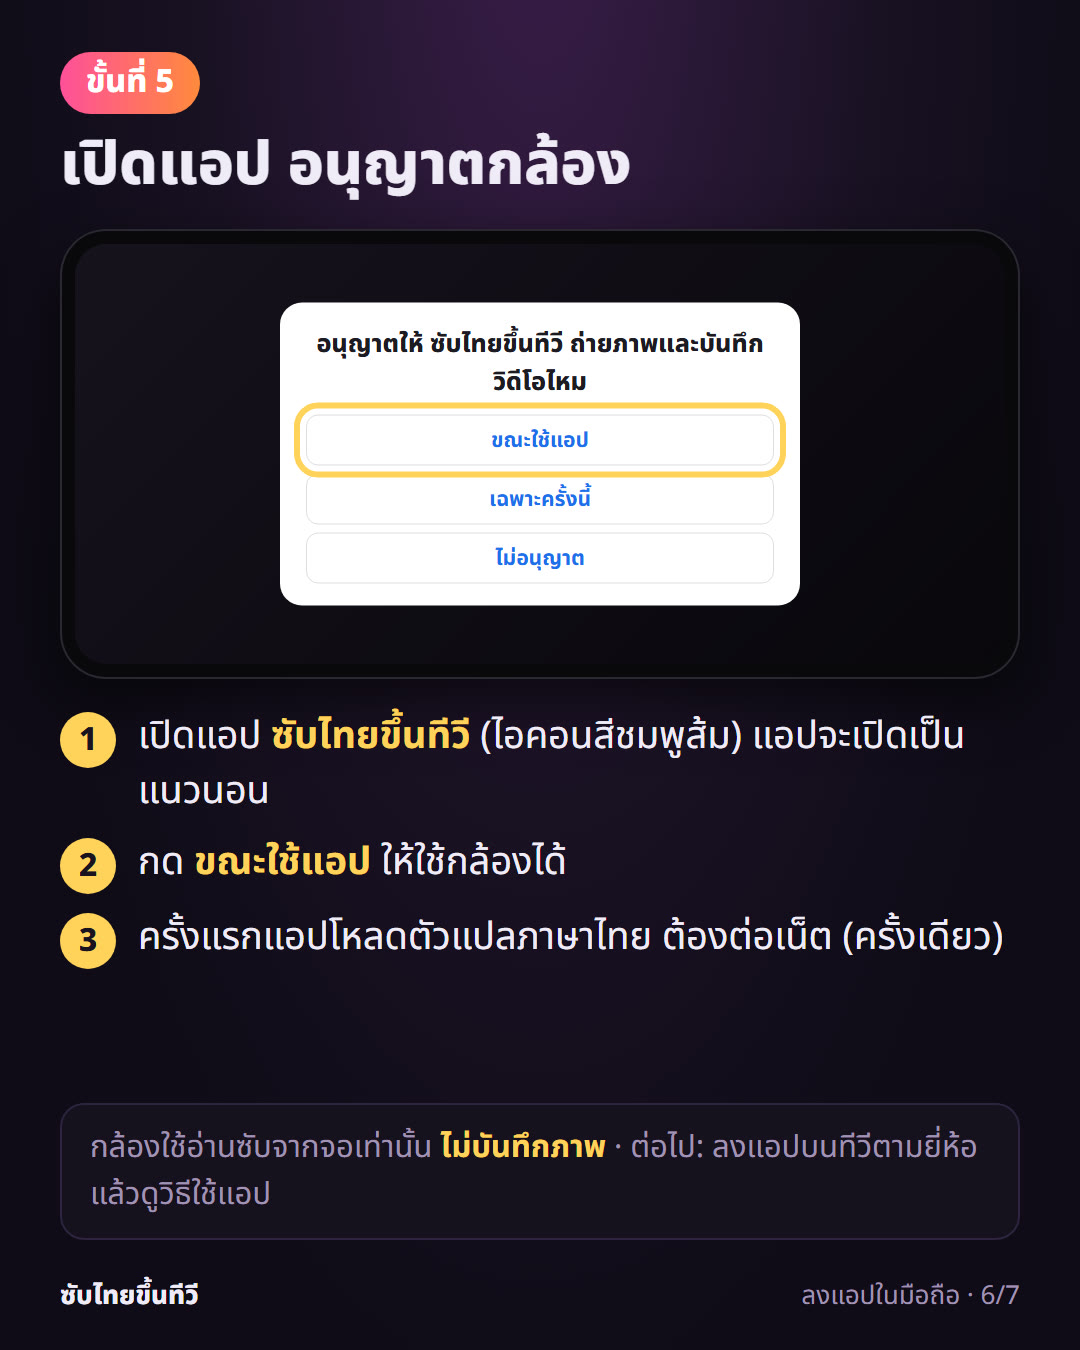 ขั้นที่ 5
เปิดแอป อนุญาตกล้อง
อนุญาตให้ ซับไทยขึ้นทีวี ถ่ายภาพและบันทึก
วิดีโอไหม
ขณะใช้แอป
เฉพาะครั้งนี้
ไม่อนุญาต
1 เปิดแอป ซับไทยขึ้นทีวี (ไอคอนสีชมพูส้ม) แอปจะเปิดเป็น
แนวนอน
2 กด ขณะใช้แอป ให้ใช้กล้องได้
3 ครั้งแรกแอปโหลดตัวแปลภาษาไทย ต้องต่อเน็ต (ครั้งเดียว)
กล้องใช้อ่านซับจากจอเท่านั้น ไม่บันทึกภาพ · ต่อไป: ลงแอปบนทีวีตามยี่ห้อ
แล้วดูวิธีใช้แอป
ซับไทยขึ้นทีวี
ลงแอปในมือถือ · 6/7